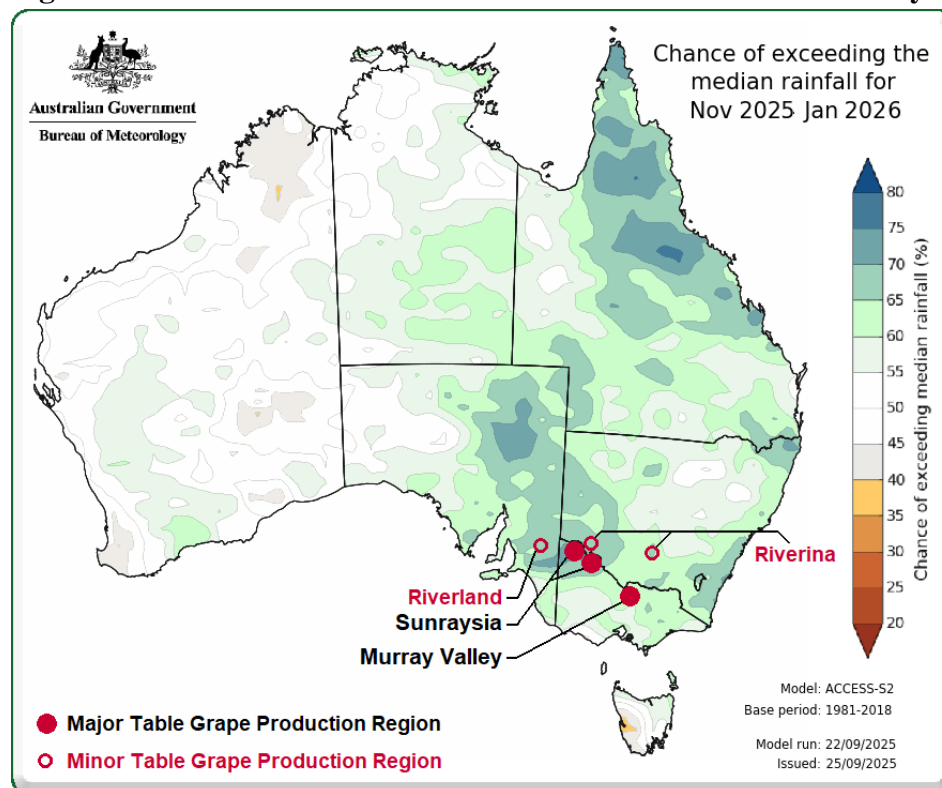 Australian Government
Bureau of Meteorology
Chance of exceeding the
median rainfall for
Nov 2025 Jan 2026
80
75
70
65
60
55
50
45
40
35
30
25
20
Chance of exceeding median rainfall (%)
Riverina
Riverland
Sunraysia
Murray Valley
Major Table Grape Production Region
Minor Table Grape Production Region
Model: ACCESS-S2
Base period: 1981-2018
Model run: 22/09/2025
Issued: 25/09/2025